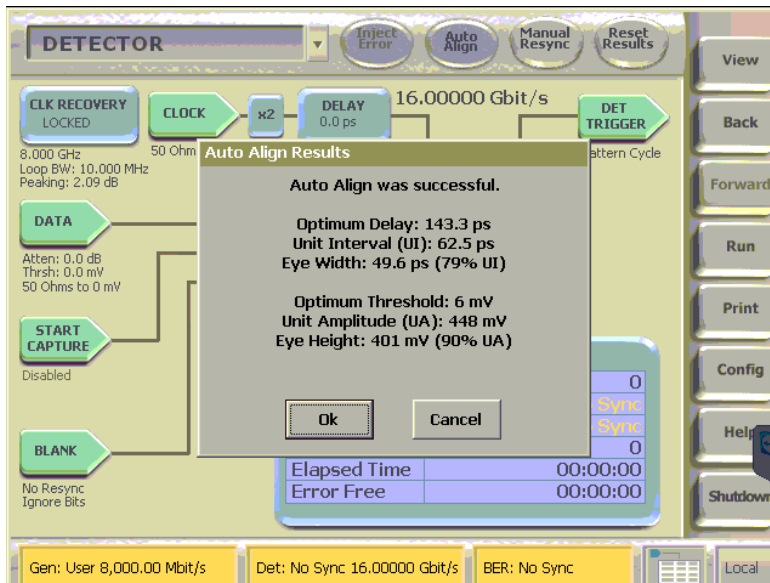 DETECTOR
Inject Error
Auto Align
Manual Resync
Reset Results
View
Back
Forward
Run
Print
Config
Help
Shutdown
CLK RECOVERY
LOCKED
CLOCK
x2
DELAY
0.0 ps
16.00000 Gbit/s
DET TRIGGER
8.000 GHz
Loop BW: 10.000 MHz
Peaking: 2.09 dB
50 Ohm
attern Cycle
DATA
Atten: 0.0 dB
Thrsh: 0.0 mV
50 Ohms to 0 mV
START CAPTURE
Disabled
BLANK
No Resync
Ignore Bits
Auto Align Results
Auto Align was successful.
Optimum Delay: 143.3 ps
Unit Interval (UI): 62.5 ps
Eye Width: 49.6 ps (79% UI)
Optimum Threshold: 6 mV
Unit Amplitude (UA): 448 mV
Eye Height: 401 mV (90% UA)
Ok
Cancel
0
Sync
Sync
0
Elapsed Time 00:00:00
Error Free 00:00:00
Gen: User 8,000.00 Mbit/s
Det: No Sync 16.00000 Gbit/s
BER: No Sync
Local